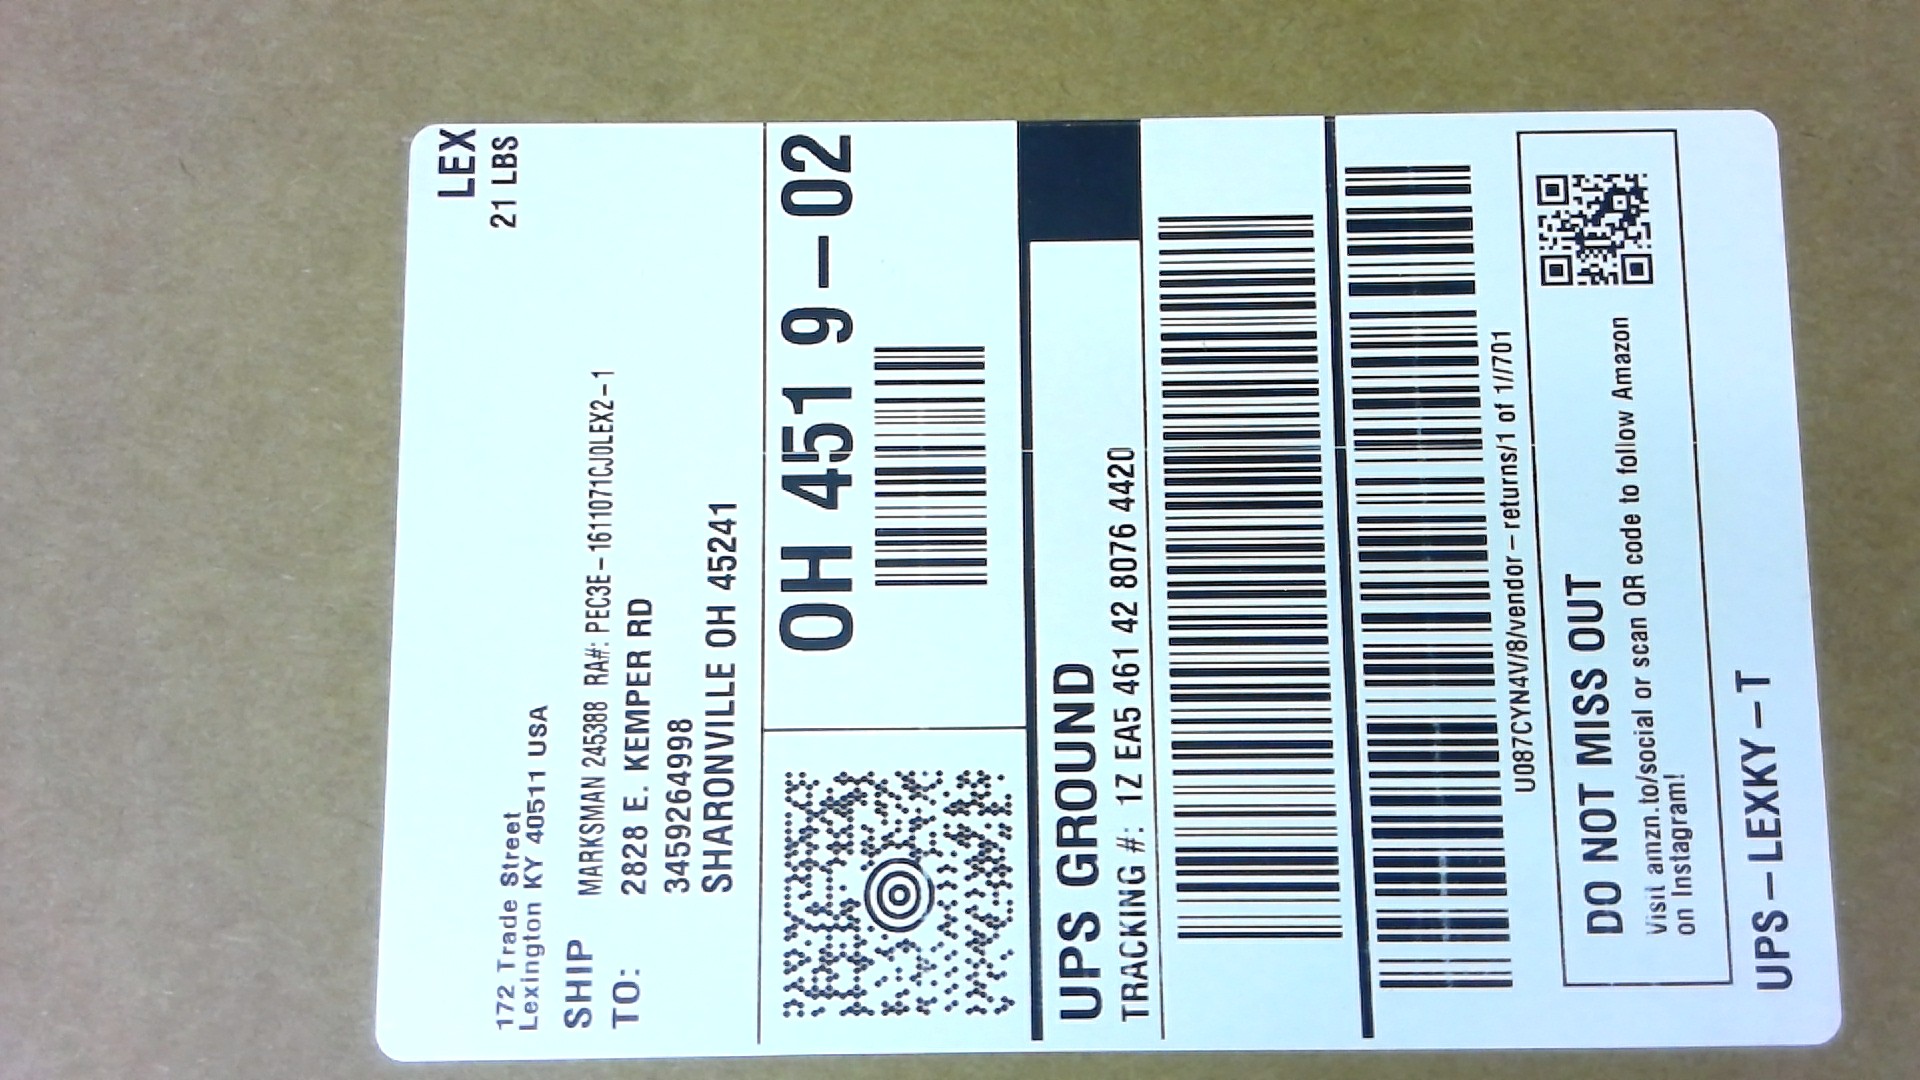 LEX
21 LBS
172 Trade Street
Lexington KY 40511 USA
SHIP
TO:
MARKSMAN 245388 RA#: PEC3E-1611071CJOLEX2-1
2828 E. KEMPER RD
3459264998
SHARONVILLE OH 45241
OH 451 9-02
UPS GROUND
TRACKING #: 1Z EA5 461 42 8076 4420
U087CYN4V/8/vendor-returns/1 of 1//701
DO NOT MISS OUT
Visit amzn.to/social or scan QR code to follow Amazon
on Instagram!
UPS-LEXKY-T